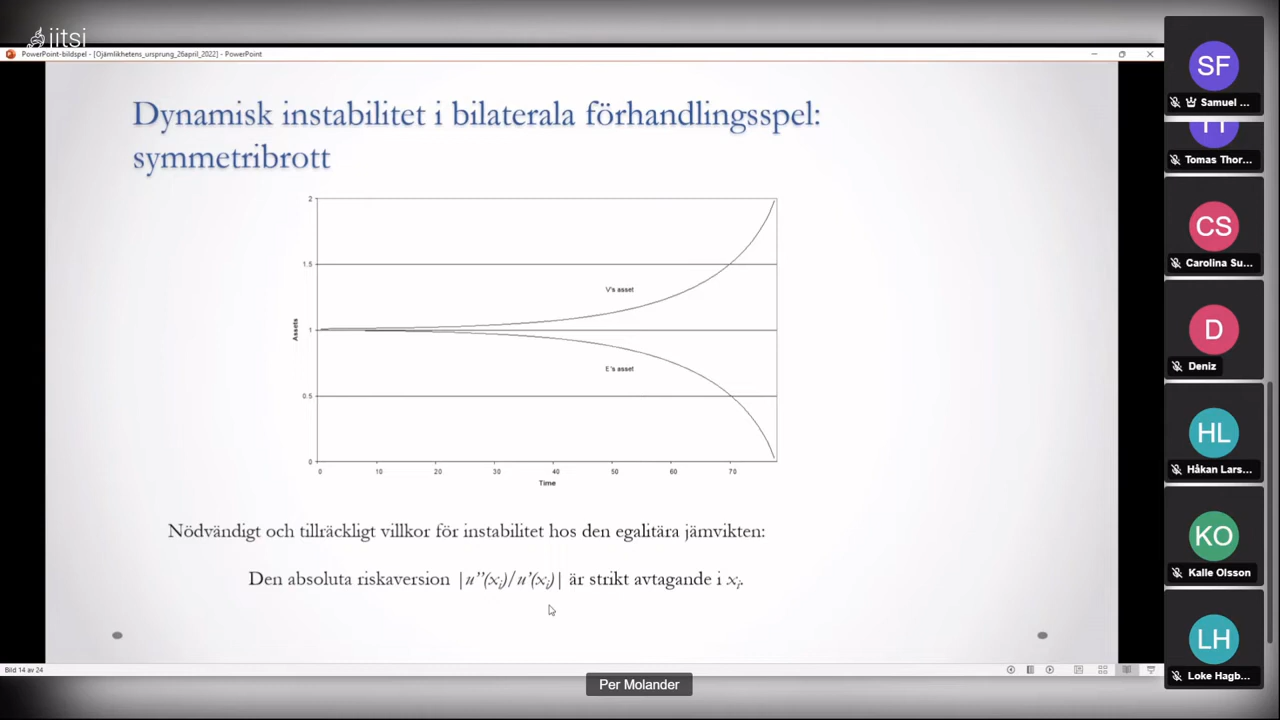 iitsi
PowerPoint-bildspel - [Ojämlikhetens_ursprung_26april_2022] - PowerPoint
Dynamisk instabilitet i bilaterala förhandlingsspel:
symmetribrott
2
1.5
1
0.5
0
Assets
V's asset
E's asset
0 10 20 30 40 50 60 70
Time
Nödvändigt och tillräckligt villkor för instabilitet hos den egalitära jämvikten:
Den absoluta riskaversion |u”(xi)/u’(xi)| är strikt avtagande i xi.
Bild 14 av 24
Per Molander
SF
Samuel ...
TT
Tomas Thor...
CS
Carolina Su...
D
Deniz
HL
Håkan Lars...
KO
Kalle Olsson
LH
Loke Hagb...